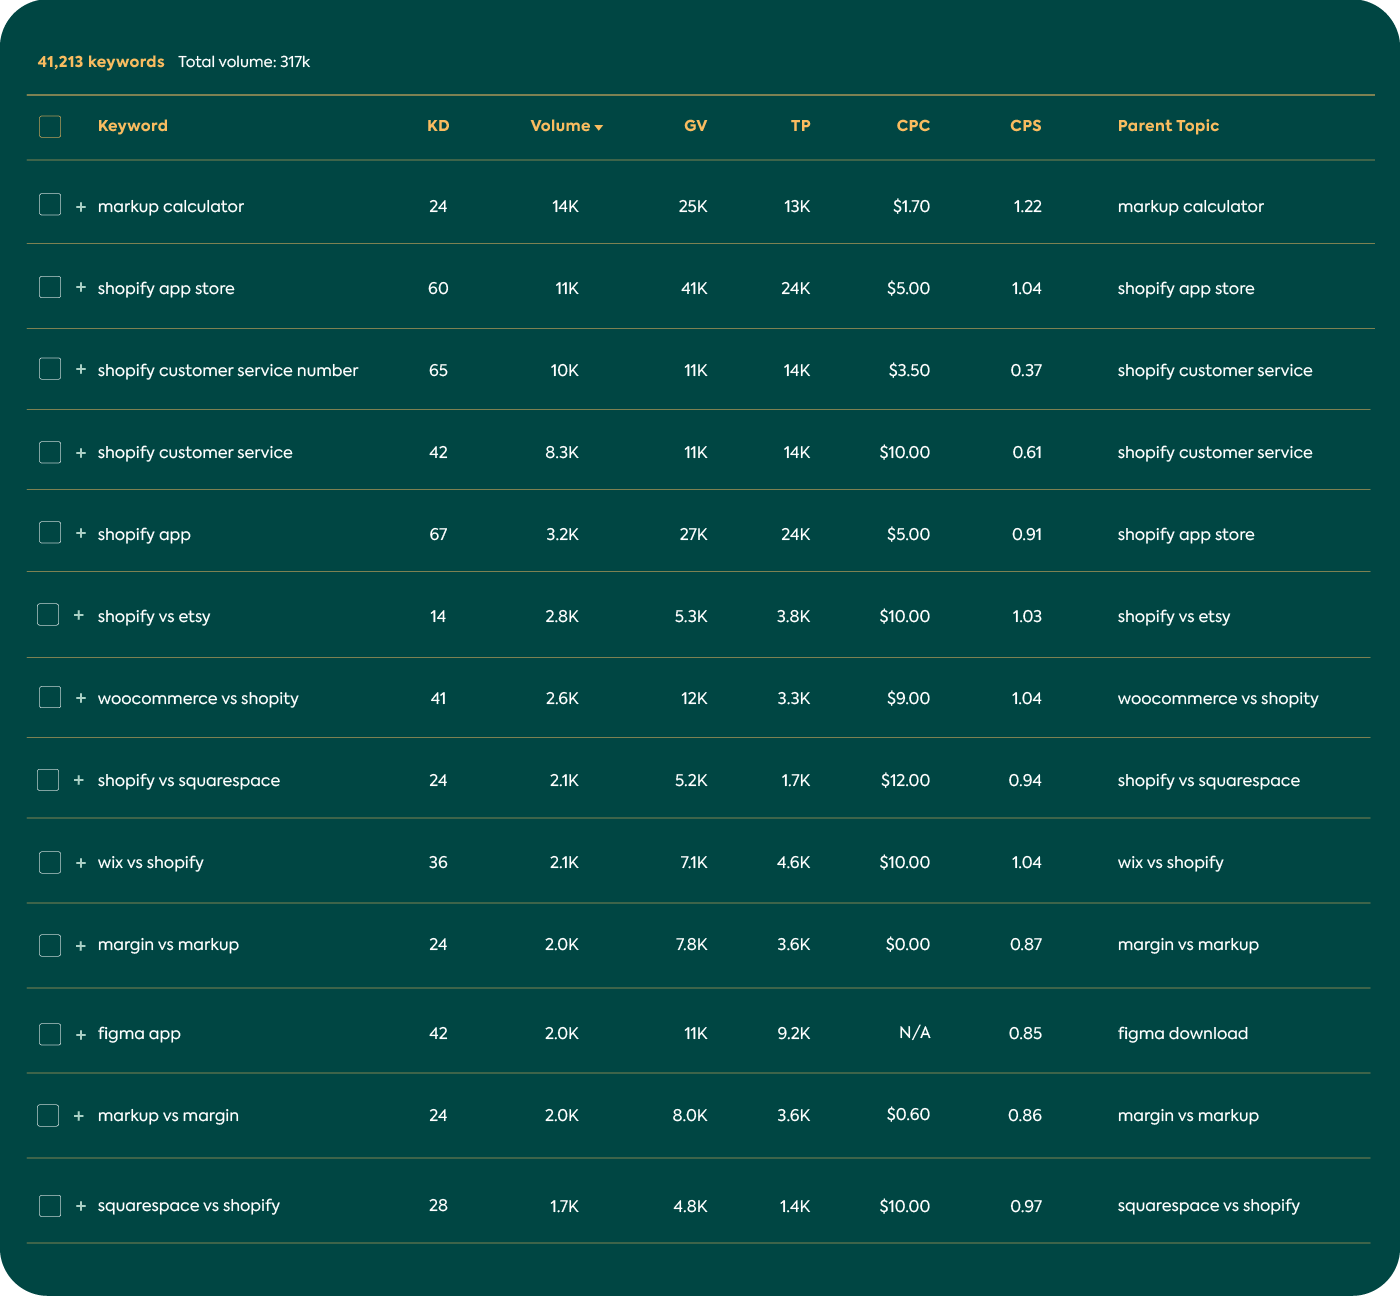 41,213 keywords Total volume: 317k
Keyword KD Volume GV TP CPC CPS Parent Topic
+ markup calculator 24 14K 25K 13K $1.70 1.22 markup calculator
+ shopify app store 60 11K 41K 24K $5.00 1.04 shopify app store
+ shopify customer service number 65 10K 11K 14K $3.50 0.37 shopify customer service
+ shopify customer service 42 8.3K 11K 14K $10.00 0.61 shopify customer service
+ shopify app 67 3.2K 27K 24K $5.00 0.91 shopify app store
+ shopify vs etsy 14 2.8K 5.3K 3.8K $10.00 1.03 shopify vs etsy
+ woocommerce vs shopity 41 2.6K 12K 3.3K $9.00 1.04 woocommerce vs shopity
+ shopify vs squarespace 24 2.1K 5.2K 1.7K $12.00 0.94 shopify vs squarespace
+ wix vs shopify 36 2.1K 7.1K 4.6K $10.00 1.04 wix vs shopify
+ margin vs markup 24 2.0K 7.8K 3.6K $0.00 0.87 margin vs markup
+ figma app 42 2.0K 11K 9.2K N/A 0.85 figma download
+ markup vs margin 24 2.0K 8.0K 3.6K $0.60 0.86 margin vs markup
+ squarespace vs shopify 28 1.7K 4.8K 1.4K $10.00 0.97 squarespace vs shopify